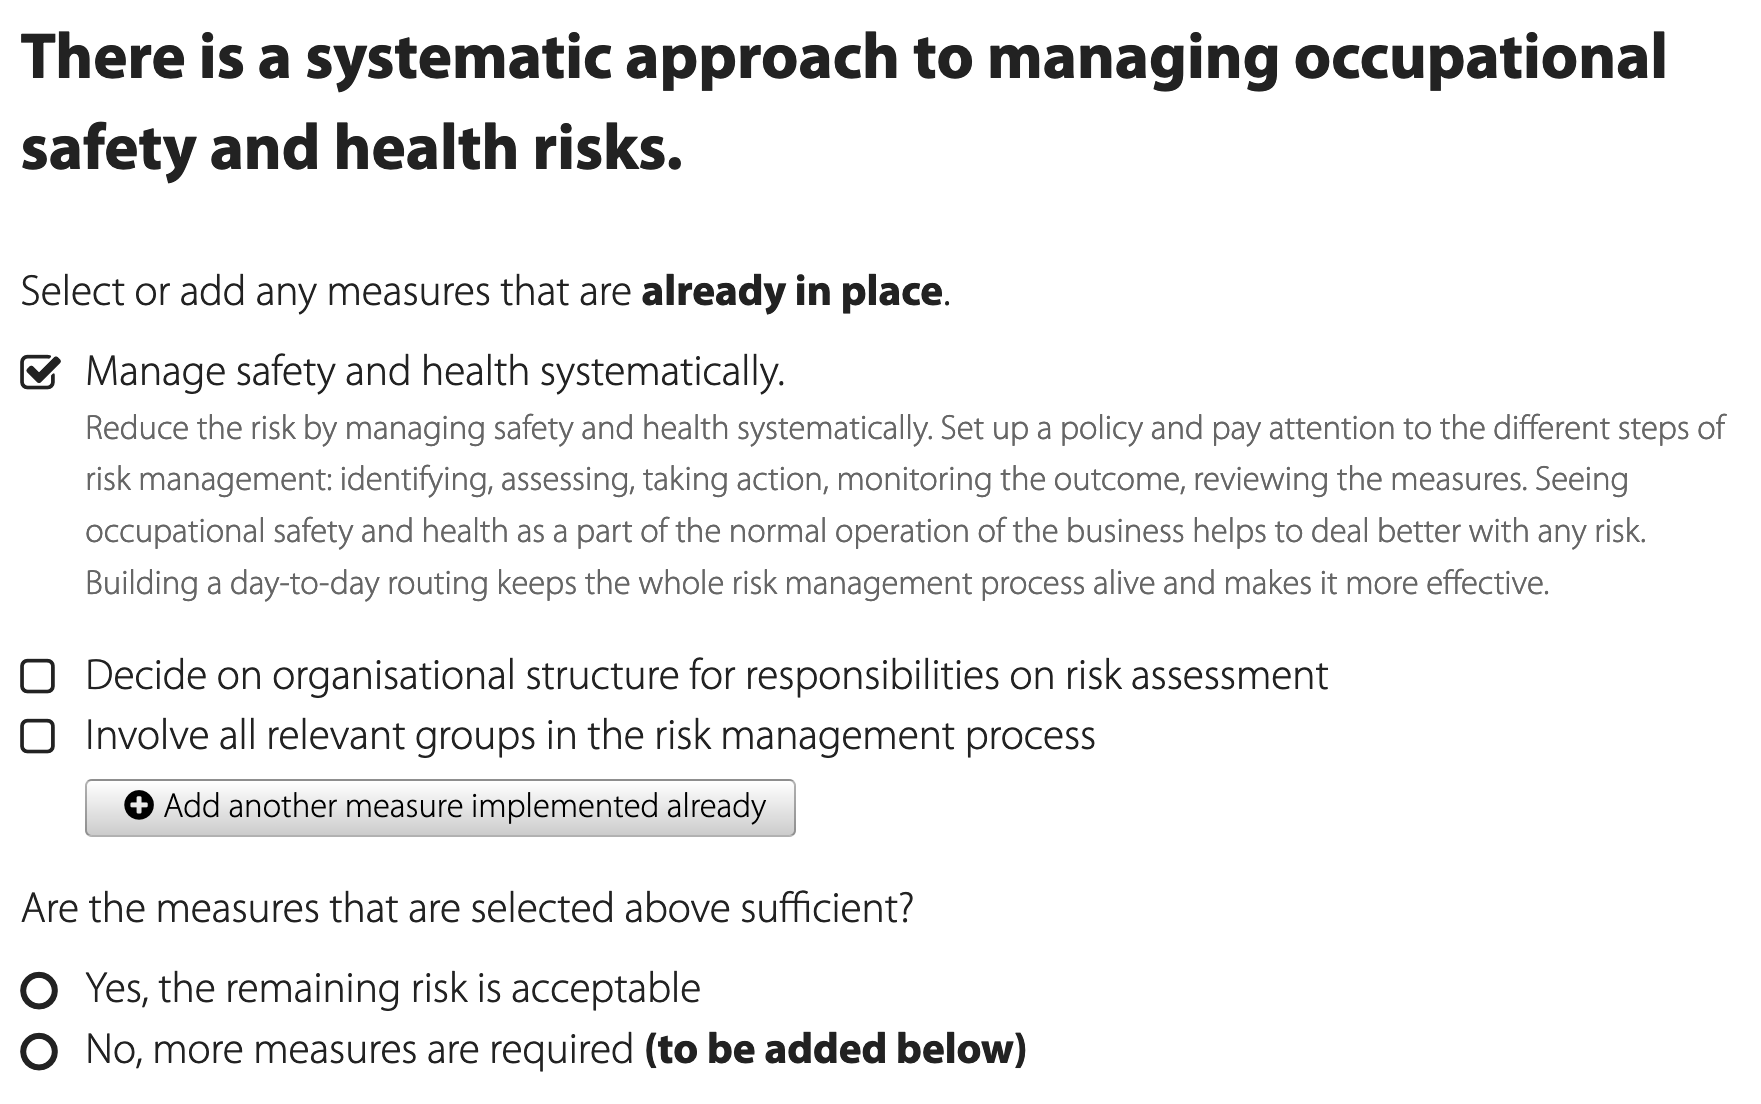 There is a systematic approach to managing occupational
safety and health risks.
Select or add any measures that are already in place.
Manage safety and health systematically.
Reduce the risk by managing safety and health systematically. Set up a policy and pay attention to the different steps of
risk management: identifying, assessing, taking action, monitoring the outcome, reviewing the measures. Seeing
occupational safety and health as a part of the normal operation of the business helps to deal better with any risk.
Building a day-to-day routing keeps the whole risk management process alive and makes it more effective.
Decide on organisational structure for responsibilities on risk assessment
Involve all relevant groups in the risk management process
Add another measure implemented already
Are the measures that are selected above sufficient?
Yes, the remaining risk is acceptable
No, more measures are required (to be added below)